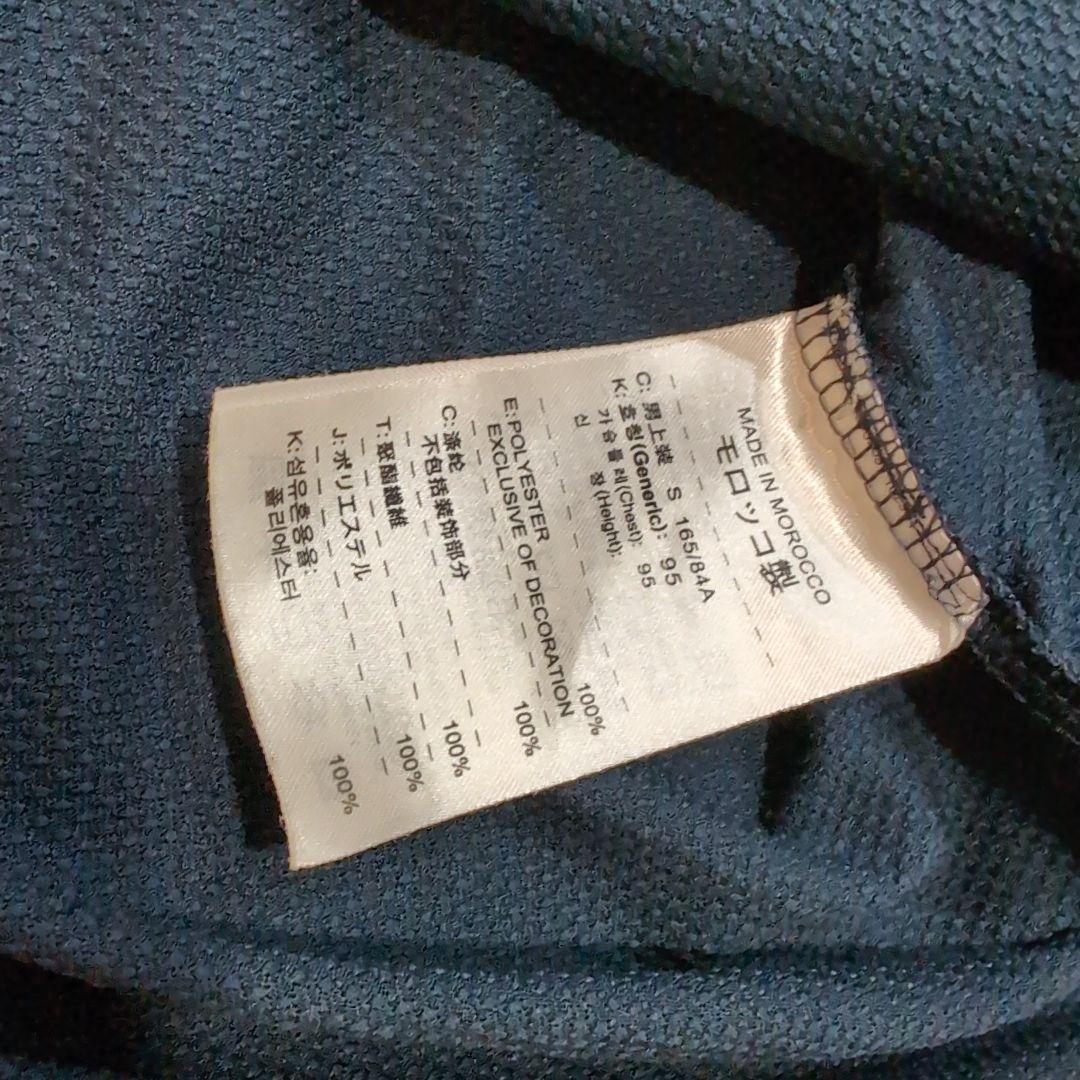 MADE IN MOROCCO
モロッコ製
C: 男上装 S 165/84A
K: 호칭(Generic): 95
가슴둘레(Chest): 95
신 장(Height): 95
E:POLYESTER 100%
EXCLUSIVE OF DECORATION
C:涤纶 100%
不包括装饰部分
T:聚酯纖維 100%
J:ポリエステル 100%
K:섬유혼용율:
폴리에스터 100%